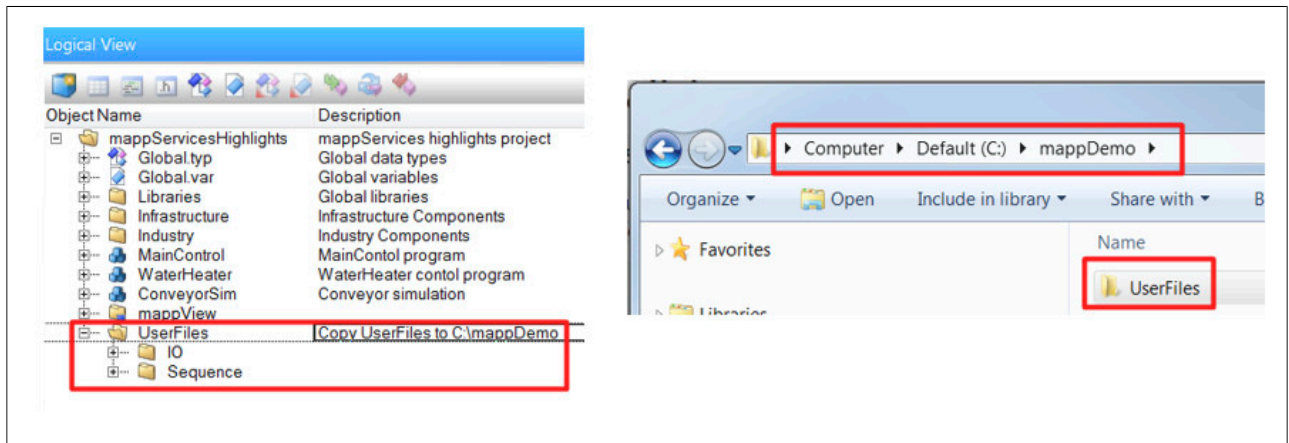 Logical View
Object Name Description
mappServicesHighlights mappServices highlights project
Global.typ Global data types
Global.var Global variables
Libraries Global libraries
Infrastructure Infrastructure Components
Industry Industry Components
MainControl MainContol program
WaterHeater WaterHeater contol program
ConveyorSim Conveyor simulation
mappView
UserFiles Copy UserFiles to C:\mappDemo
IO
Sequence
Computer Default (C:) mappDemo
Organize Open Include in library Share with B
Favorites Name
UserFiles
Libraries